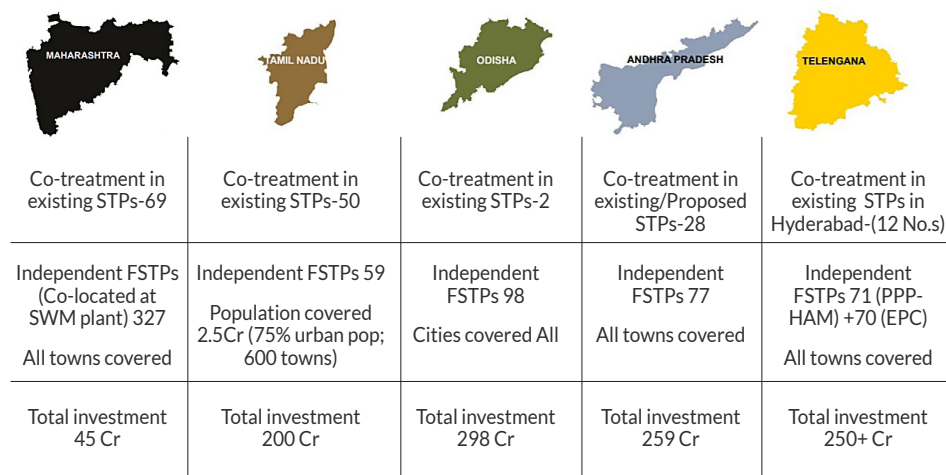 MAHARASHTRA
TAMIL NADU
ODISHA
ANDHRA PRADESH
TELENGANA
Co-treatment in
existing STPs-69
Co-treatment in
existing STPs-50
Co-treatment in
existing STPs-2
Co-treatment in
existing/Proposed
STPs-28
Co-treatment in
existing STPs in
Hyderabad-(12 No.s)
Independent FSTPs
(Co-located at
SWM plant) 327
All towns covered
Independent FSTPs 59
Population covered
2.5Cr (75% urban pop;
600 towns)
Independent
FSTPs 98
Cities covered All
Independent
FSTPs 77
All towns covered
Independent
FSTPs 71 (PPP-
HAM) +70 (EPC)
All towns covered
Total investment
45 Cr
Total investment
200 Cr
Total investment
298 Cr
Total investment
259 Cr
Total investment
250+ Cr